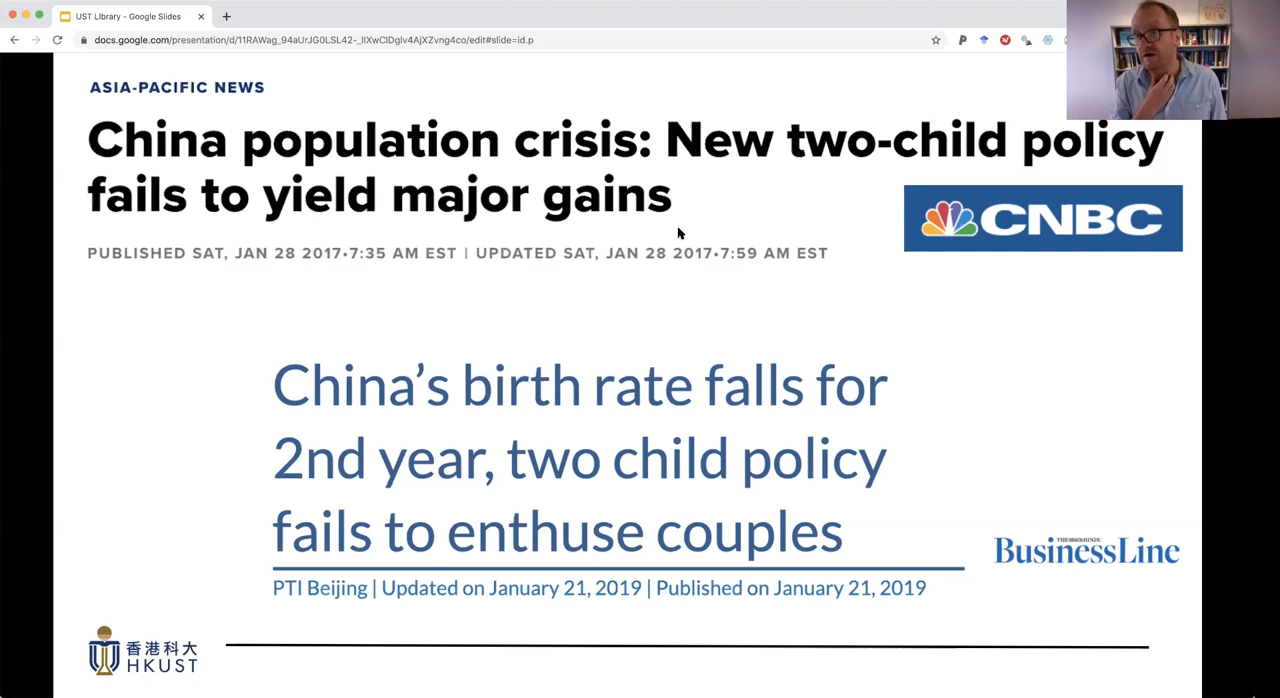 UST LIbrary - Google Slides
docs.google.com/presentation/d/11RAWag_94aUrJG0LSL42-_IIXwClDglv4AjXZvng4co/edit#slide=id.p
ASIA-PACIFIC NEWS
China population crisis: New two-child policy
fails to yield major gains
CNBC
PUBLISHED SAT, JAN 28 2017•7:35 AM EST | UPDATED SAT, JAN 28 2017•7:59 AM EST
China’s birth rate falls for
2nd year, two child policy
fails to enthuse couples
THE HINDU
BusinessLine
PTI Beijing | Updated on January 21, 2019 | Published on January 21, 2019
香港科大
HKUST